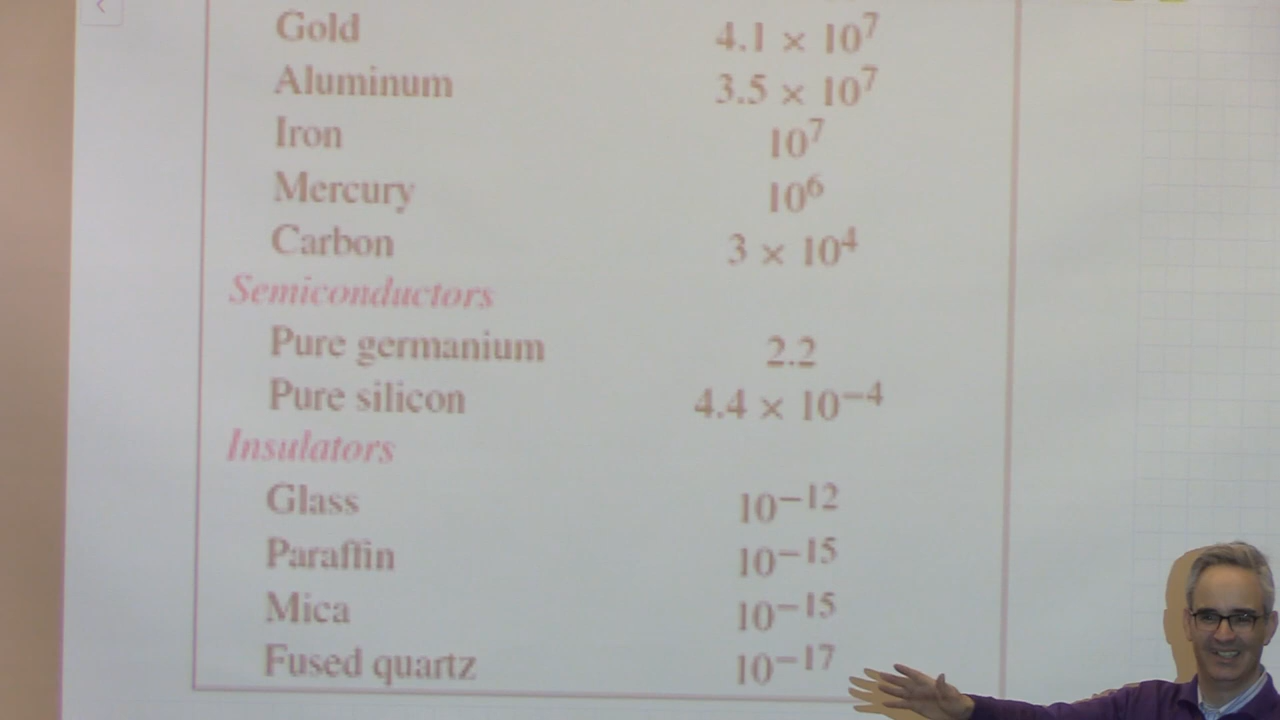 Gold 4.1 × 10⁷
Aluminum 3.5 × 10⁷
Iron 10⁷
Mercury 10⁶
Carbon 3 × 10⁴
Semiconductors
Pure germanium 2.2
Pure silicon 4.4 × 10⁻⁴
Insulators
Glass 10⁻¹²
Paraffin 10⁻¹⁵
Mica 10⁻¹⁵
Fused quartz 10⁻¹⁷